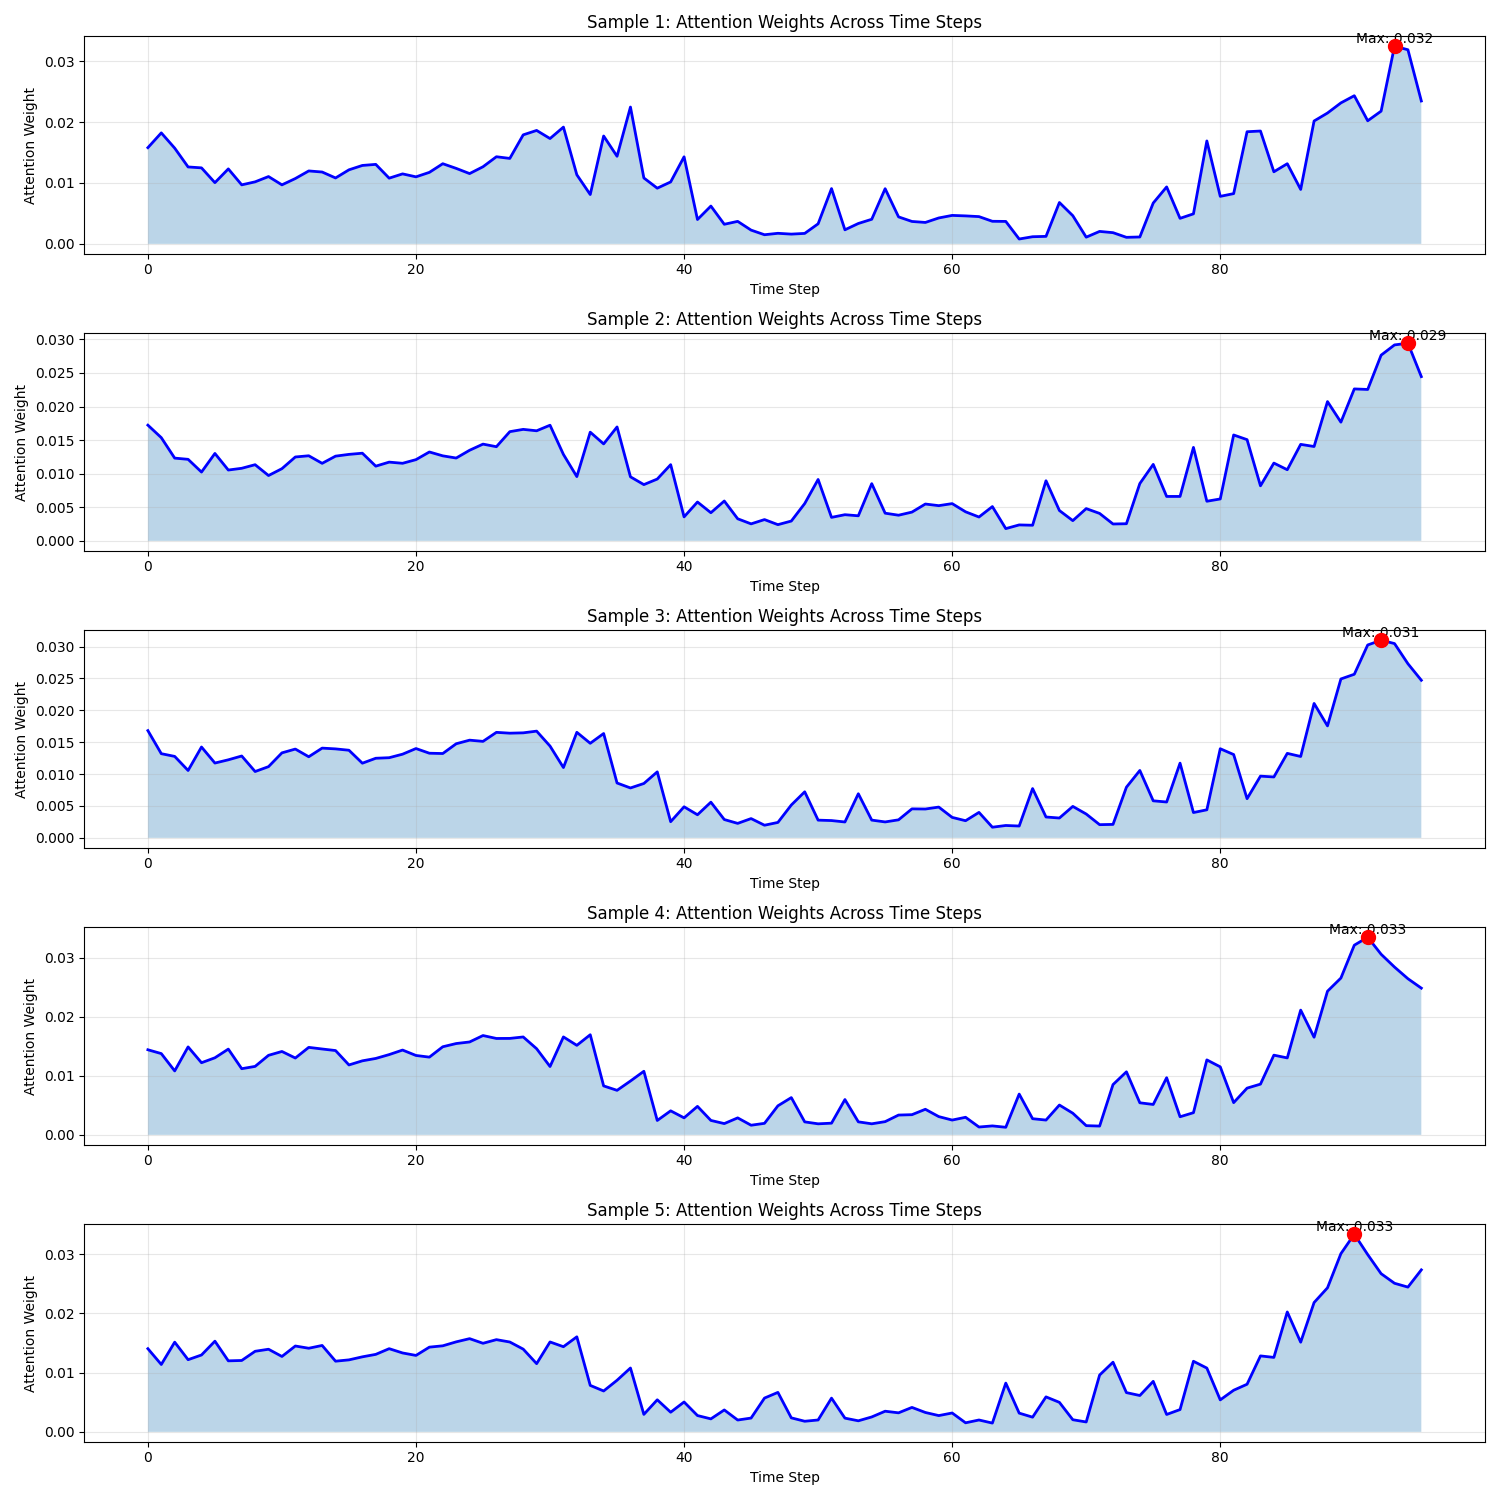 Sample 1: Attention Weights Across Time Steps
Max: 0.032
Attention Weight
0.03
0.02
0.01
0.00
0 20 40 60 80
Time Step
Sample 2: Attention Weights Across Time Steps
Max: 0.029
Attention Weight
0.030
0.025
0.020
0.015
0.010
0.005
0.000
0 20 40 60 80
Time Step
Sample 3: Attention Weights Across Time Steps
Max: 0.031
Attention Weight
0.030
0.025
0.020
0.015
0.010
0.005
0.000
0 20 40 60 80
Time Step
Sample 4: Attention Weights Across Time Steps
Max: 0.033
Attention Weight
0.03
0.02
0.01
0.00
0 20 40 60 80
Time Step
Sample 5: Attention Weights Across Time Steps
Max: 0.033
Attention Weight
0.03
0.02
0.01
0.00
0 20 40 60 80
Time Step